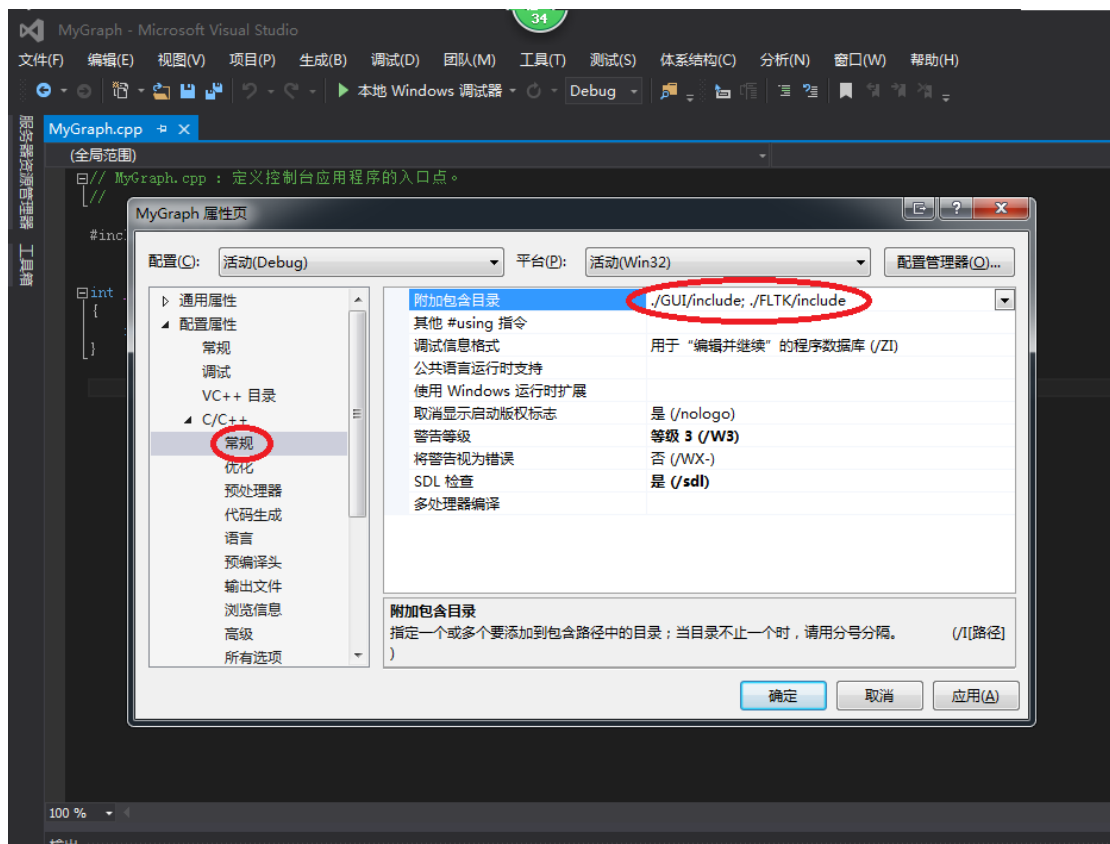 34
MyGraph - Microsoft Visual Studio
文件(F) 编辑(E) 视图(V) 项目(P) 生成(B) 调试(D) 团队(M) 工具(T) 测试(S) 体系结构(C) 分析(N) 窗口(W) 帮助(H)
本地 Windows 调试器 Debug
服务器资源管理器
工具箱
MyGraph.cpp
(全局范围)
// MyGraph.cpp : 定义控制台应用程序的入口点。
//
#inc
int
{
}
MyGraph 属性页
配置(C): 活动(Debug) 平台(P): 活动(Win32) 配置管理器(O)...
通用属性
配置属性
常规
调试
VC++ 目录
C/C++
常规
优化
预处理器
代码生成
语言
预编译头
输出文件
浏览信息
高级
所有选项
附加包含目录 ./GUI/include; ./FLTK/include
其他 #using 指令
调试信息格式 用于“编辑并继续”的程序数据库 (/ZI)
公共语言运行时支持
使用 Windows 运行时扩展
取消显示启动版权标志 是 (/nologo)
警告等级 等级 3 (/W3)
将警告视为错误 否 (/WX-)
SDL 检查 是 (/sdl)
多处理器编译
附加包含目录
指定一个或多个要添加到包含路径中的目录；当目录不止一个时，请用分号分隔。 (/I[路径]
)
确定 取消 应用(A)
100 %